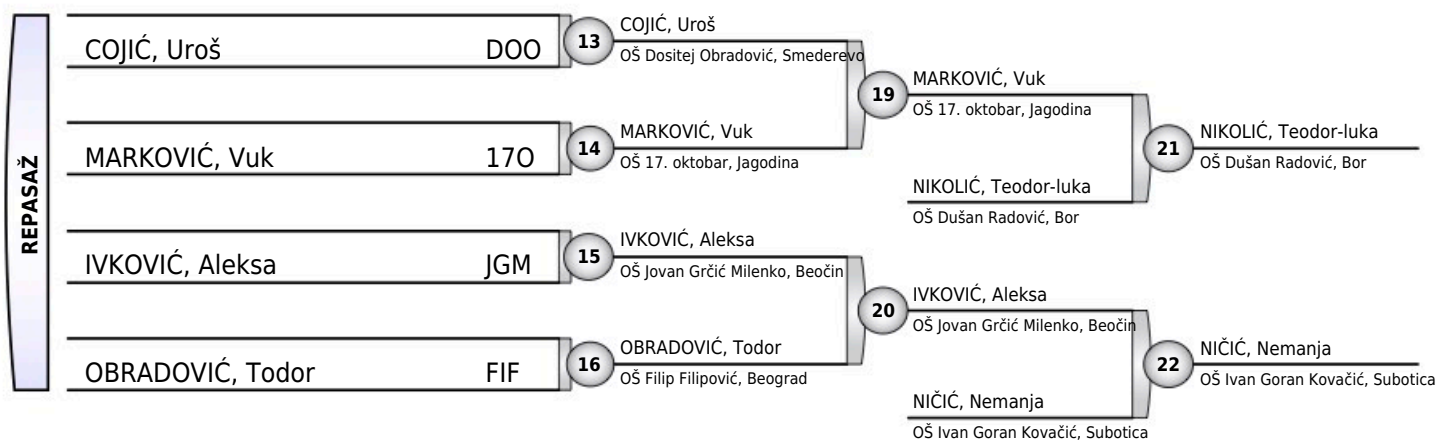 REPASAŽ
COJIĆ, Uroš DOO
MARKOVIĆ, Vuk 17O
IVKOVIĆ, Aleksa JGM
OBRADOVIĆ, Todor FIF
13
COJIĆ, Uroš
OŠ Dositej Obradović, Smederevo
14
MARKOVIĆ, Vuk
OŠ 17. oktobar, Jagodina
15
IVKOVIĆ, Aleksa
OŠ Jovan Grčić Milenko, Beočin
16
OBRADOVIĆ, Todor
OŠ Filip Filipović, Beograd
19
MARKOVIĆ, Vuk
OŠ 17. oktobar, Jagodina
NIKOLIĆ, Teodor-luka
OŠ Dušan Radović, Bor
20
IVKOVIĆ, Aleksa
OŠ Jovan Grčić Milenko, Beočin
NIČIĆ, Nemanja
OŠ Ivan Goran Kovačić, Subotica
21
NIKOLIĆ, Teodor-luka
OŠ Dušan Radović, Bor
22
NIČIĆ, Nemanja
OŠ Ivan Goran Kovačić, Subotica